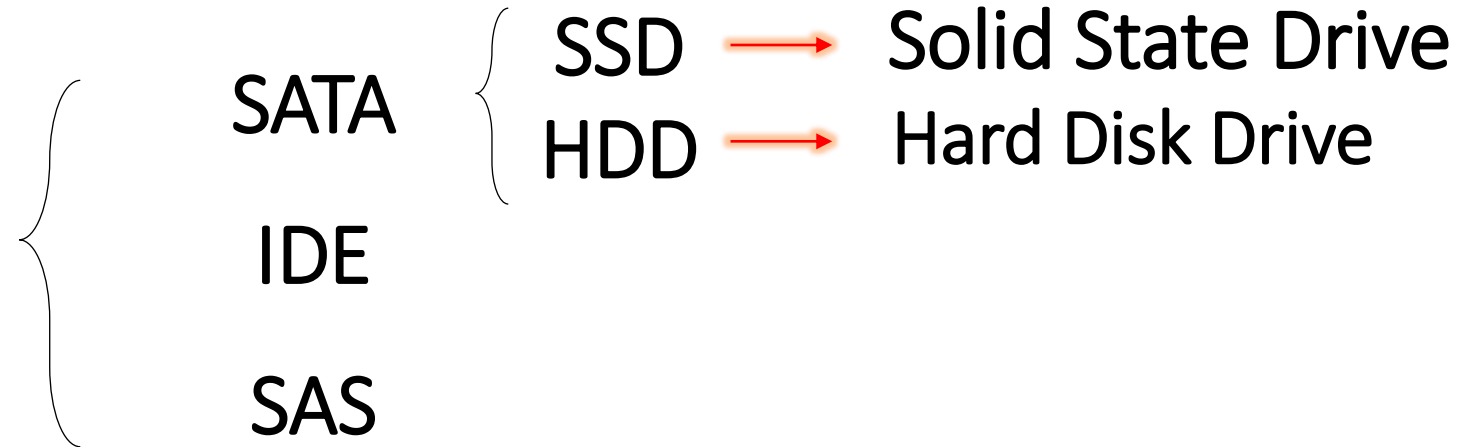 SSD Solid State Drive
SATA
HDD Hard Disk Drive
IDE
SAS